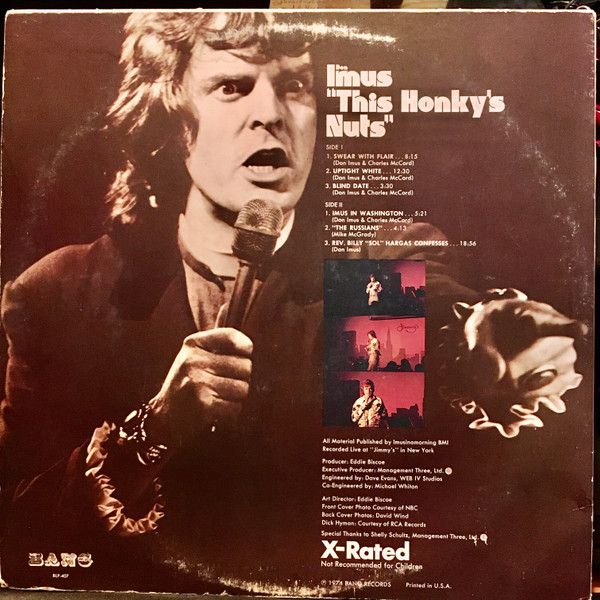 Don
Imus
"This Honky's
Nuts"
SIDE I
1. SWEAR WITH FLAIR . . . 8:15
(Don Imus & Charles McCord)
2. UPTIGHT WHITE . . . 12:30
(Don Imus & Charles McCord)
3. BLIND DATE . . . 3:30
(Don Imus & Charles McCord)
SIDE II
1. IMUS IN WASHINGTON . . . 5:21
(Don Imus & Charles McCord)
2. "THE RUSSIANS" . . . 4:13
(Mike McGrady)
3. REV. BILLY "SOL" HARGAS CONFESSES . . . 18:56
(Don Imus)
All Material Published by Imusinamorning BMI
Recorded Live at "Jimmy's" in New York
Producer: Eddie Biscoe
Executive Producer: Management Three, Ltd.
Engineered by: Dave Evans, WEB IV Studios
Co-Engineered by: Michael Whiton
Art Director: Eddie Biscoe
Front Cover Photo Courtesy of NBC
Back Cover Photos: David Wind
Dick Hyman: Courtesy of RCA Records
Special Thanks to Shelly Schultz, Management Three, Ltd.
X-Rated
Not Recommended for Children
BANG
BLP-407
© 1974 BANG RECORDS Printed in U.S.A.